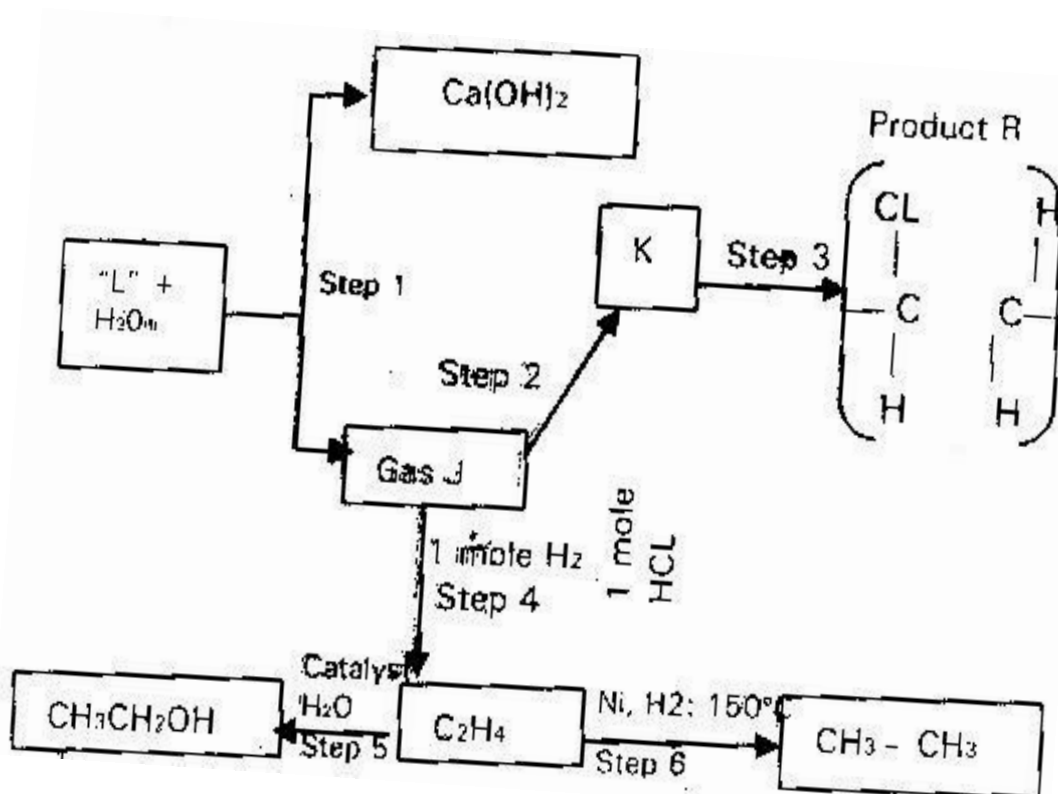 Ca(OH)2
Product R
CL
H
"L" +
H2O(l)
Step 1
K
Step 3
C
C
Step 2
H
H
Gas J
1 mole H2
1 mole
HCL
Step 4
Catalyst
H2O
Step 5
CH3CH2OH
C2H4
Ni, H2: 150°C
Step 6
CH3 – CH3